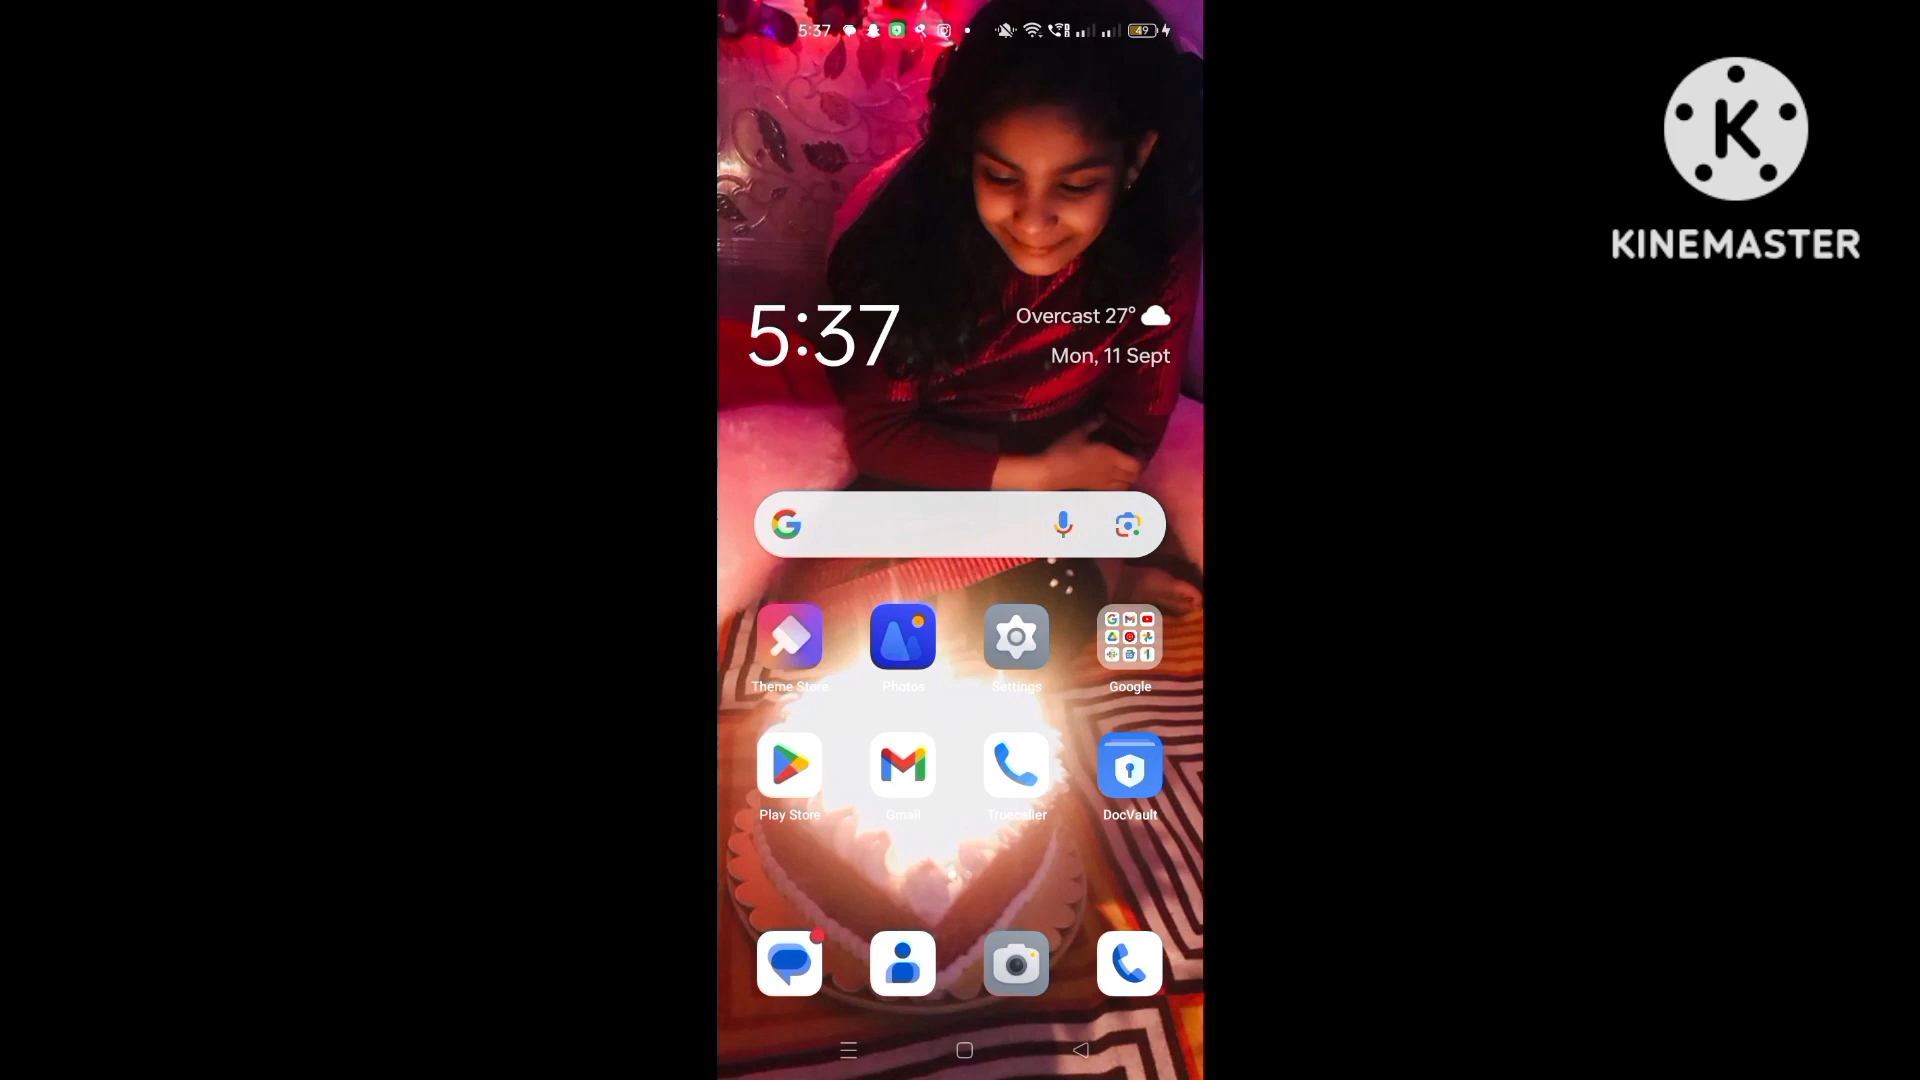 5:37
49
K
KINEMASTER
5:37
Overcast 27°
Mon, 11 Sept
Theme Store
Photos
Settings
Google
Play Store
Gmail
Truecaller
DocVault